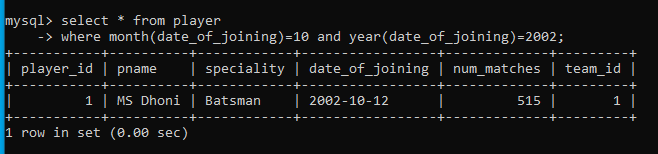 mysql> select * from player
    -> where month(date_of_joining)=10 and year(date_of_joining)=2002;
+-----------+----------+------------+-----------------+-------------+---------+
| player_id | pname    | speciality | date_of_joining | num_matches | team_id |
+-----------+----------+------------+-----------------+-------------+---------+
|         1 | MS Dhoni | Batsman    | 2002-10-12      |         515 |       1 |
+-----------+----------+------------+-----------------+-------------+---------+
1 row in set (0.00 sec)